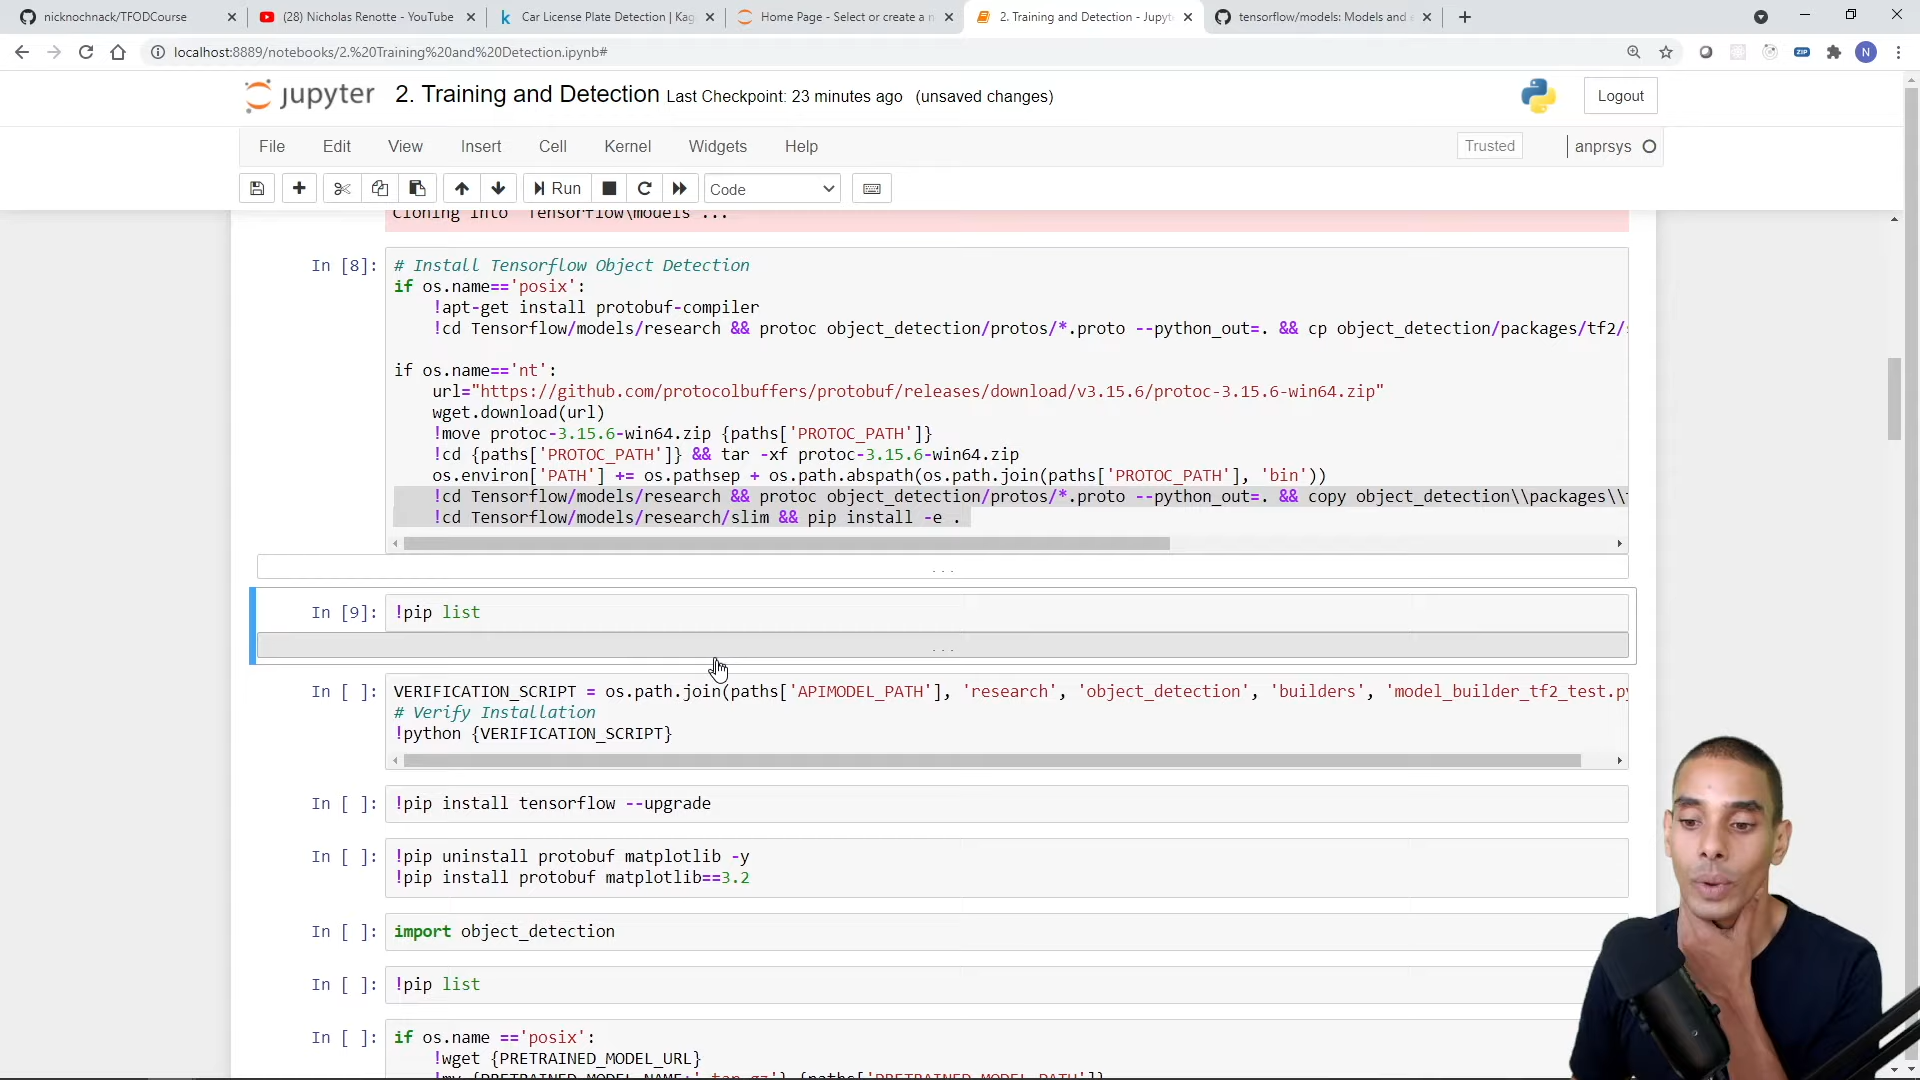 nicknochnack/TFODCourse
(28) Nicholas Renotte - YouTube
Car License Plate Detection | Kag
Home Page - Select or create a n
2. Training and Detection - Jupyt
tensorflow/models: Models and e
localhost:8889/notebooks/2.%20Training%20and%20Detection.ipynb#
ZIP
N
jupyter 2. Training and Detection Last Checkpoint: 23 minutes ago (unsaved changes)
Logout
File Edit View Insert Cell Kernel Widgets Help
Trusted
anprsys
Run
Code
Cloning into 'Tensorflow\models'...
In [8]: # Install Tensorflow Object Detection
if os.name=='posix':
!apt-get install protobuf-compiler
!cd Tensorflow/models/research && protoc object_detection/protos/*.proto --python_out=. && cp object_detection/packages/tf2/
if os.name=='nt':
url="https://github.com/protocolbuffers/protobuf/releases/download/v3.15.6/protoc-3.15.6-win64.zip"
wget.download(url)
!move protoc-3.15.6-win64.zip {paths['PROTOC_PATH']}
!cd {paths['PROTOC_PATH']} && tar -xf protoc-3.15.6-win64.zip
os.environ['PATH'] += os.pathsep + os.path.abspath(os.path.join(paths['PROTOC_PATH'], 'bin'))
!cd Tensorflow/models/research && protoc object_detection/protos/*.proto --python_out=. && copy object_detection\\packages\\
!cd Tensorflow/models/research/slim && pip install -e .
...
In [9]: !pip list
...
In [ ]: VERIFICATION_SCRIPT = os.path.join(paths['APIMODEL_PATH'], 'research', 'object_detection', 'builders', 'model_builder_tf2_test.py
# Verify Installation
!python {VERIFICATION_SCRIPT}
In [ ]: !pip install tensorflow --upgrade
In [ ]: !pip uninstall protobuf matplotlib -y
!pip install protobuf matplotlib==3.2
In [ ]: import object_detection
In [ ]: !pip list
In [ ]: if os.name =='posix':
!wget {PRETRAINED_MODEL_URL}
!mv {PRETRAINED_MODEL_NAME+'.tar.gz'} {paths['PRETRAINED_MODEL_PATH']}